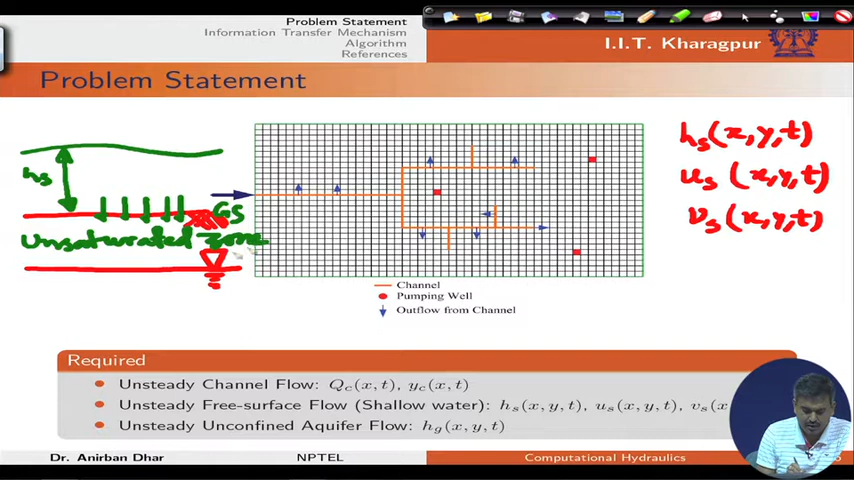 Problem Statement
Information Transfer Mechanism
Algorithm
References
I.I.T. Kharagpur
Problem Statement
hs
GS
Unsaturated zone
hs(x,y,t)
us (x,y,t)
vs(x,y,t)
Channel
Pumping Well
Outflow from Channel
Required
Unsteady Channel Flow: Qc(x, t), yc(x, t)
Unsteady Free-surface Flow (Shallow water): hs(x, y, t), us(x, y, t), vs(x
Unsteady Unconfined Aquifer Flow: hg(x, y, t)
Dr. Anirban Dhar
NPTEL
Computational Hydraulics